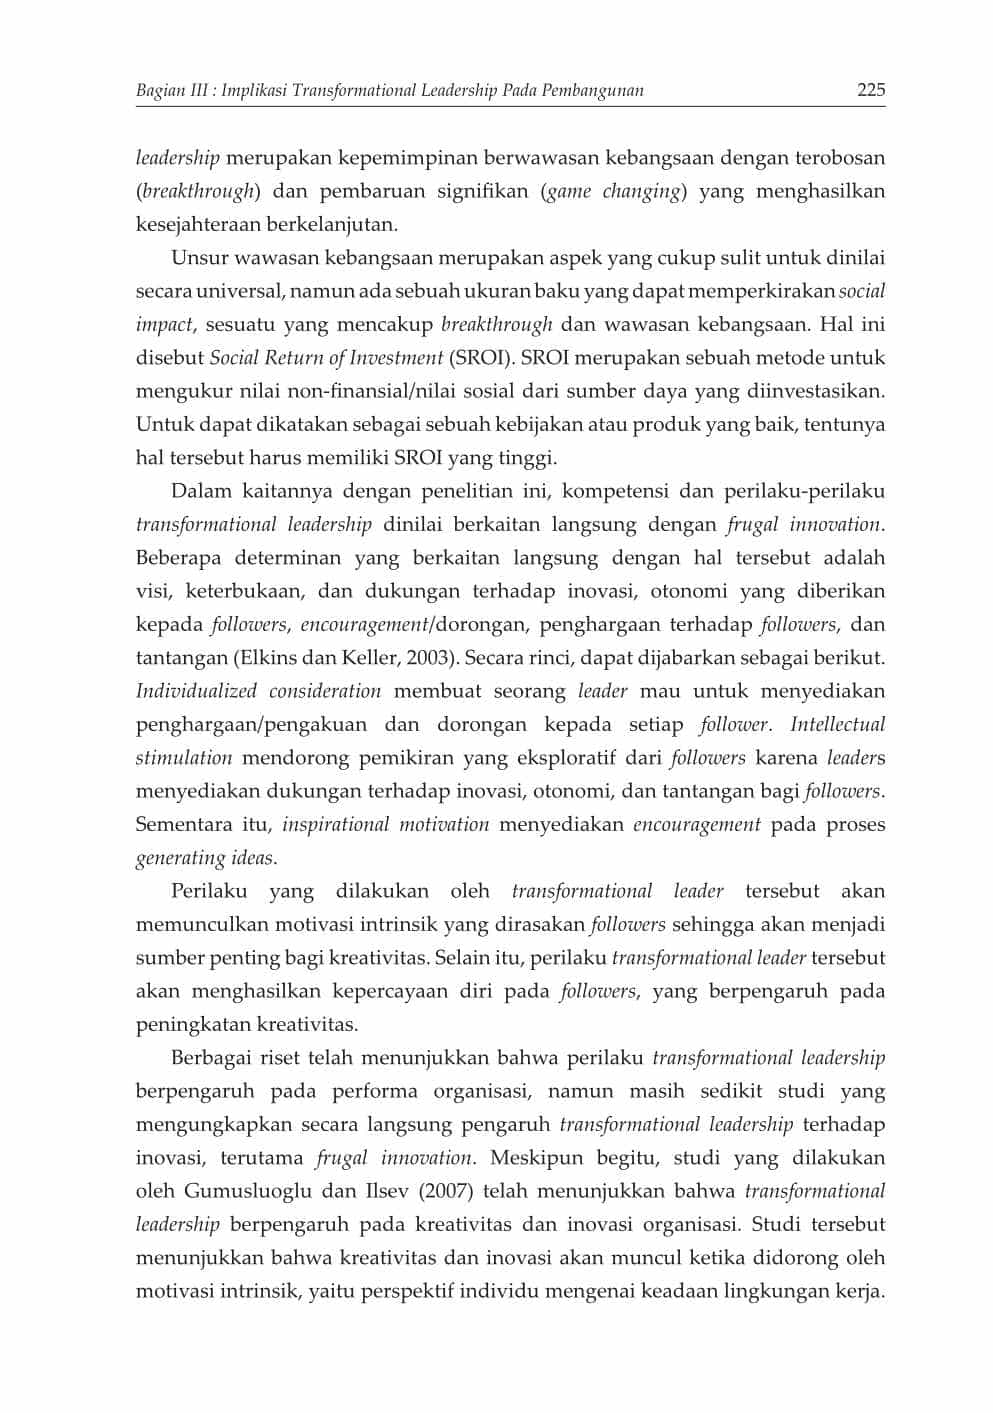 Bagian III : Implikasi Transformational Leadership Pada Pembangunan 225
leadership merupakan kepemimpinan berwawasan kebangsaan dengan terobosan
(breakthrough) dan pembaruan signifikan (game changing) yang menghasilkan
kesejahteraan berkelanjutan.
Unsur wawasan kebangsaan merupakan aspek yang cukup sulit untuk dinilai
secara universal, namun ada sebuah ukuran baku yang dapat memperkirakan social
impact, sesuatu yang mencakup breakthrough dan wawasan kebangsaan. Hal ini
disebut Social Return of Investment (SROI). SROI merupakan sebuah metode untuk
mengukur nilai non-finansial/nilai sosial dari sumber daya yang diinvestasikan.
Untuk dapat dikatakan sebagai sebuah kebijakan atau produk yang baik, tentunya
hal tersebut harus memiliki SROI yang tinggi.
Dalam kaitannya dengan penelitian ini, kompetensi dan perilaku-perilaku
transformational leadership dinilai berkaitan langsung dengan frugal innovation.
Beberapa determinan yang berkaitan langsung dengan hal tersebut adalah
visi, keterbukaan, dan dukungan terhadap inovasi, otonomi yang diberikan
kepada followers, encouragement/dorongan, penghargaan terhadap followers, dan
tantangan (Elkins dan Keller, 2003). Secara rinci, dapat dijabarkan sebagai berikut.
Individualized consideration membuat seorang leader mau untuk menyediakan
penghargaan/pengakuan dan dorongan kepada setiap follower. Intellectual
stimulation mendorong pemikiran yang eksploratif dari followers karena leaders
menyediakan dukungan terhadap inovasi, otonomi, dan tantangan bagi followers.
Sementara itu, inspirational motivation menyediakan encouragement pada proses
generating ideas.
Perilaku yang dilakukan oleh transformational leader tersebut akan
memunculkan motivasi intrinsik yang dirasakan followers sehingga akan menjadi
sumber penting bagi kreativitas. Selain itu, perilaku transformational leader tersebut
akan menghasilkan kepercayaan diri pada followers, yang berpengaruh pada
peningkatan kreativitas.
Berbagai riset telah menunjukkan bahwa perilaku transformational leadership
berpengaruh pada performa organisasi, namun masih sedikit studi yang
mengungkapkan secara langsung pengaruh transformational leadership terhadap
inovasi, terutama frugal innovation. Meskipun begitu, studi yang dilakukan
oleh Gumusluoglu dan Ilsev (2007) telah menunjukkan bahwa transformational
leadership berpengaruh pada kreativitas dan inovasi organisasi. Studi tersebut
menunjukkan bahwa kreativitas dan inovasi akan muncul ketika didorong oleh
motivasi intrinsik, yaitu perspektif individu mengenai keadaan lingkungan kerja.